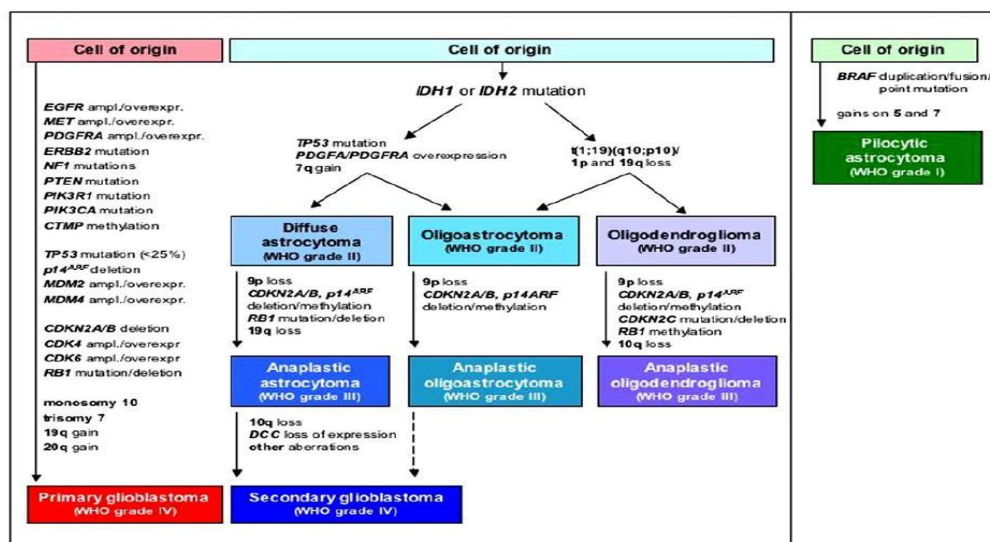 Cell of origin
EGFR ampl./overexpr.
MET ampl./overexpr.
PDGFRA ampl./overexpr.
ERBB2 mutation
NF1 mutations
PTEN mutation
PIK3R1 mutation
PIK3CA mutation
CTMP methylation
TP53 mutation (<25%)
p14ARF deletion
MDM2 ampl./overexpr.
MDM4 ampl./overexpr.
CDKN2A/B deletion
CDK4 ampl./overexpr
CDK6 ampl./overexpr
RB1 mutation/deletion
monosomy 10
trisomy 7
19q gain
20q gain
Primary glioblastoma
(WHO grade IV)
Cell of origin
IDH1 or IDH2 mutation
TP53 mutation
PDGFA/PDGFRA overexpression
7q gain
t(1;19)(q10;p10)/
1p and 19q loss
Diffuse
astrocytoma
(WHO grade II)
Oligoastrocytoma
(WHO grade II)
Oligodendroglioma
(WHO grade II)
9p loss
CDKN2A/B, p14ARF
deletion/methylation
RB1 mutation/deletion
19q loss
9p loss
CDKN2A/B, p14ARF
deletion/methylation
9p loss
CDKN2A/B, p14ARF
deletion/methylation
CDKN2C mutation/deletion
RB1 methylation
10q loss
Anaplastic
astrocytoma
(WHO grade III)
Anaplastic
oligoastrocytoma
(WHO grade III)
Anaplastic
oligodendroglioma
(WHO grade III)
10q loss
DCC loss of expression
other aberrations
Secondary glioblastoma
(WHO grade IV)
Cell of origin
BRAF duplication/fusion/
point mutation
gains on 5 and 7
Pilocytic
astrocytoma
(WHO grade I)